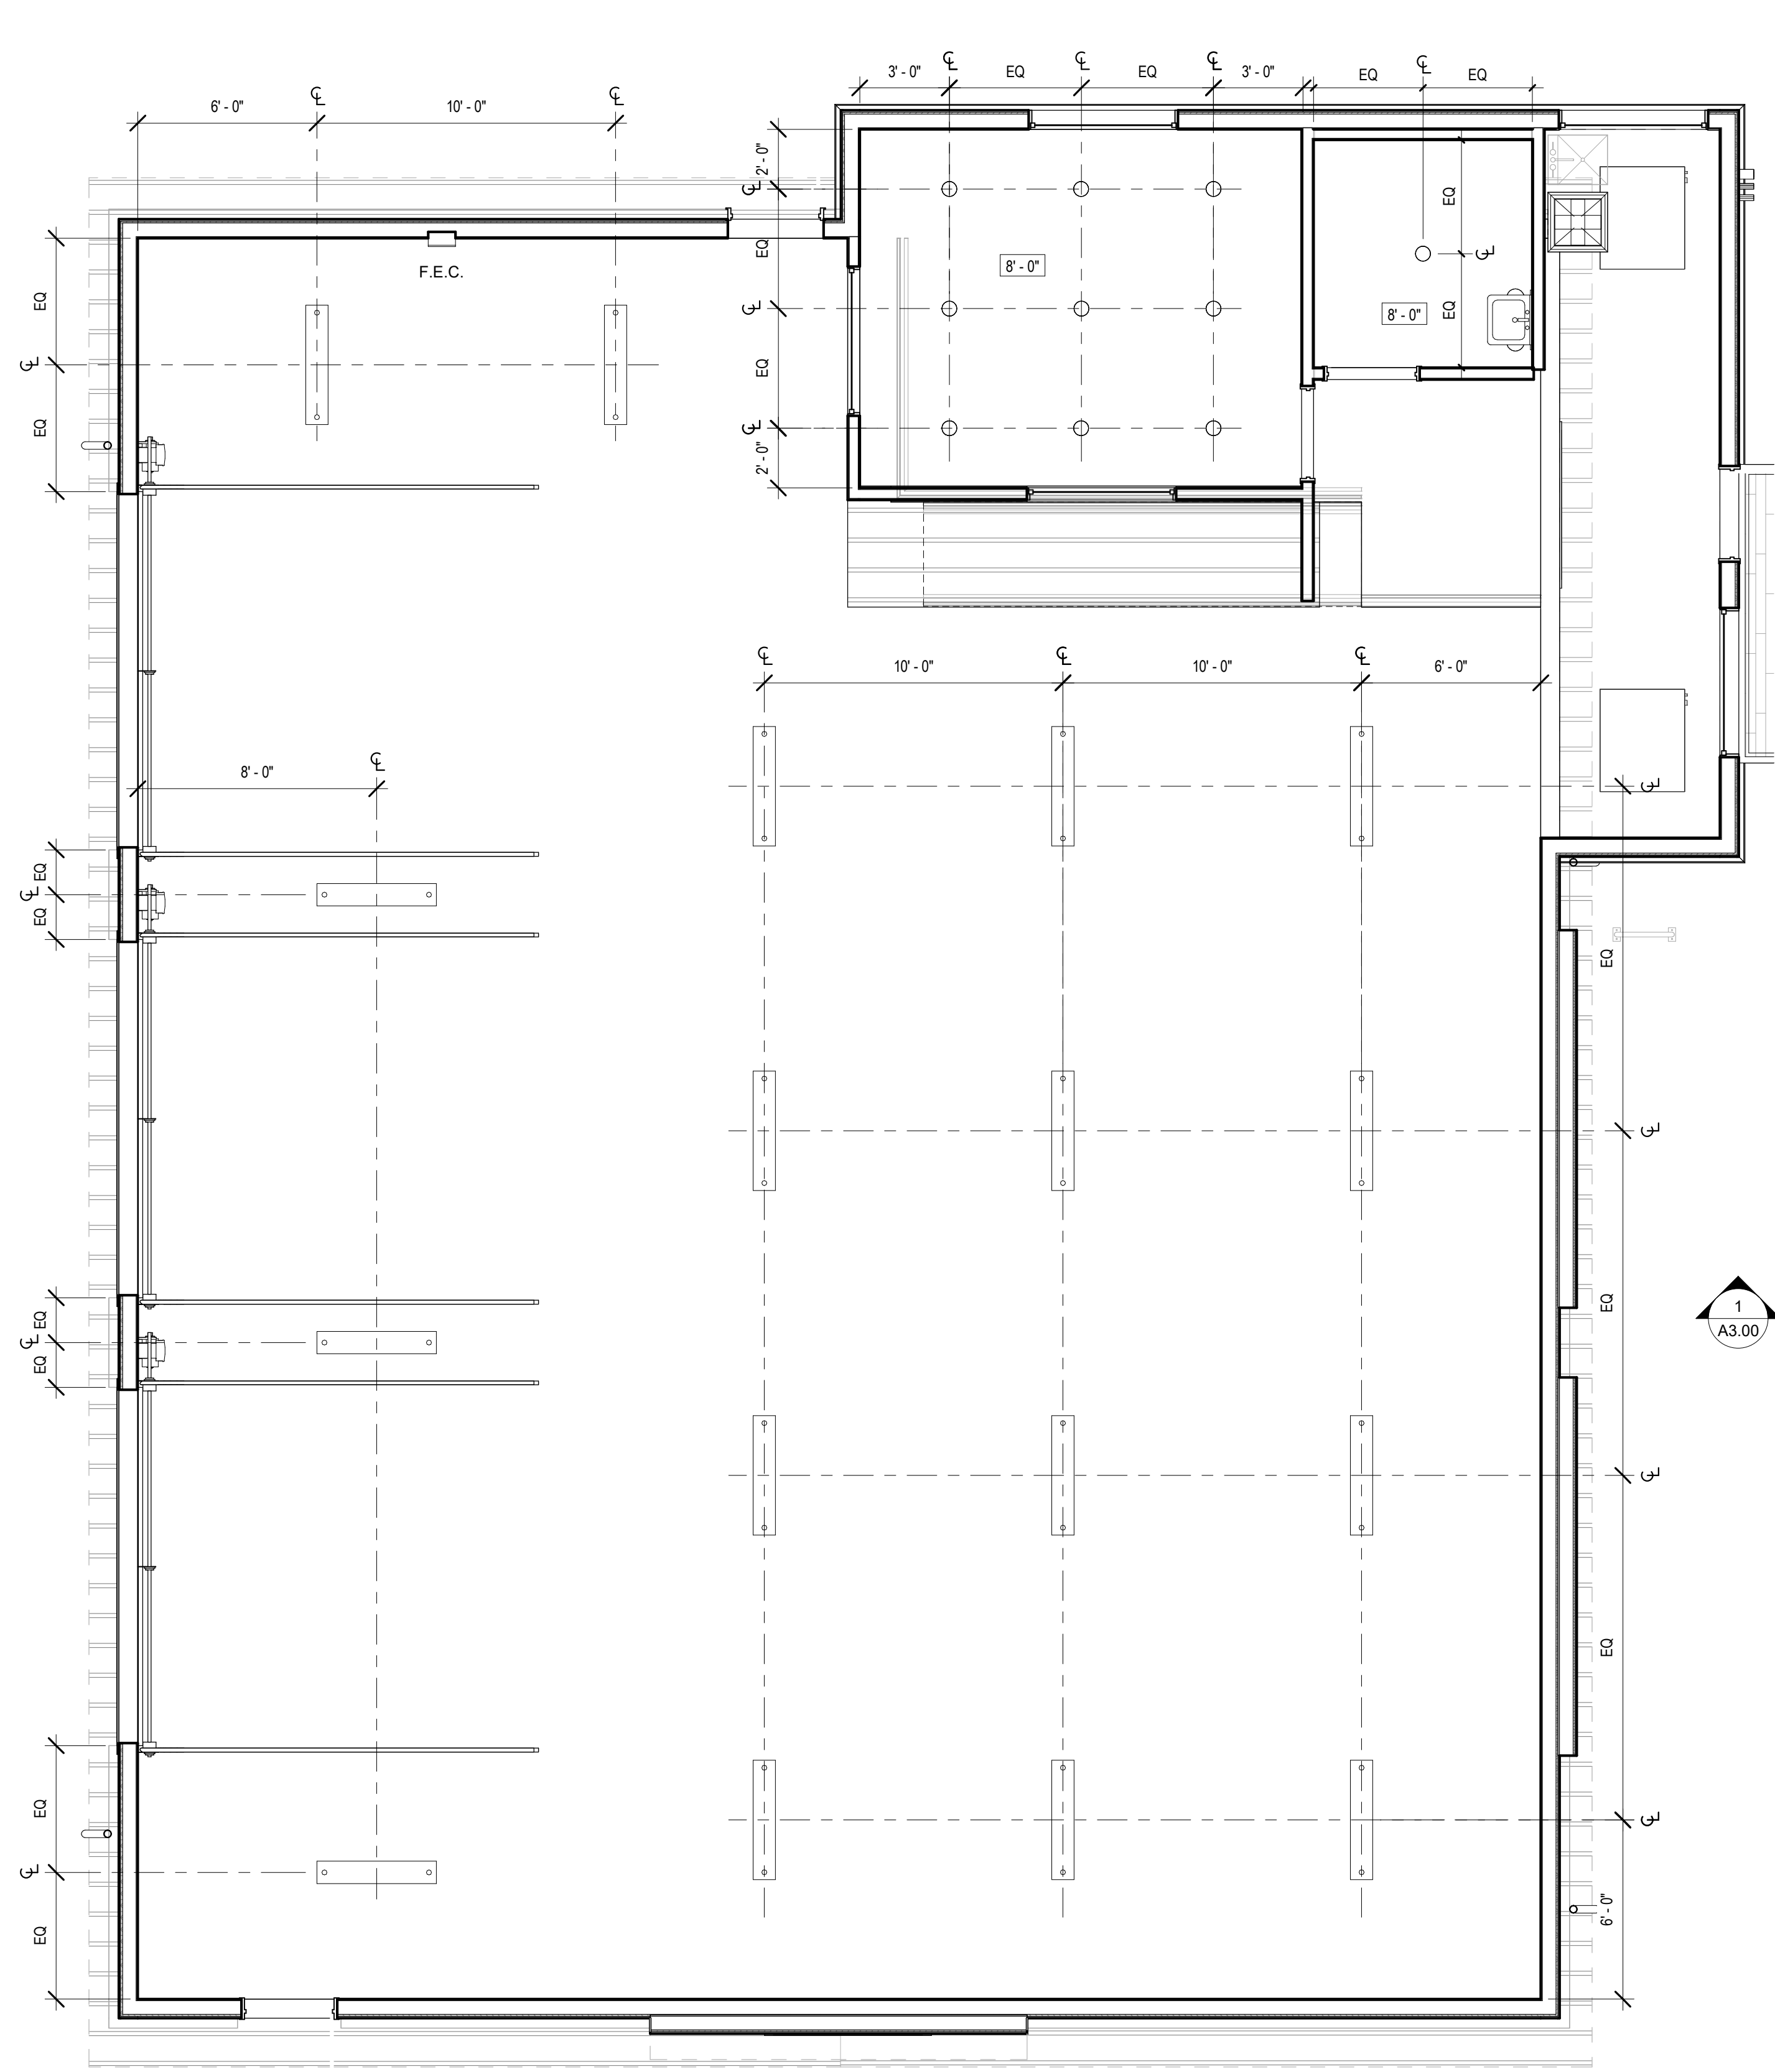 3' - 0"
℄
EQ
℄
EQ
℄
3' - 0"
EQ
℄
EQ
6' - 0"
℄
10' - 0"
℄
2' - 0"
℄
EQ
℄
EQ
℄
2' - 0"
8' - 0"
EQ
℄
EQ
8' - 0"
F.E.C.
EQ
℄
EQ
℄
10' - 0"
℄
10' - 0"
℄
6' - 0"
8' - 0"
℄
℄
EQ
℄
EQ
EQ
℄
EQ
EQ
℄
EQ
1
A3.00
℄
EQ
EQ
℄
EQ
℄
6' - 0"